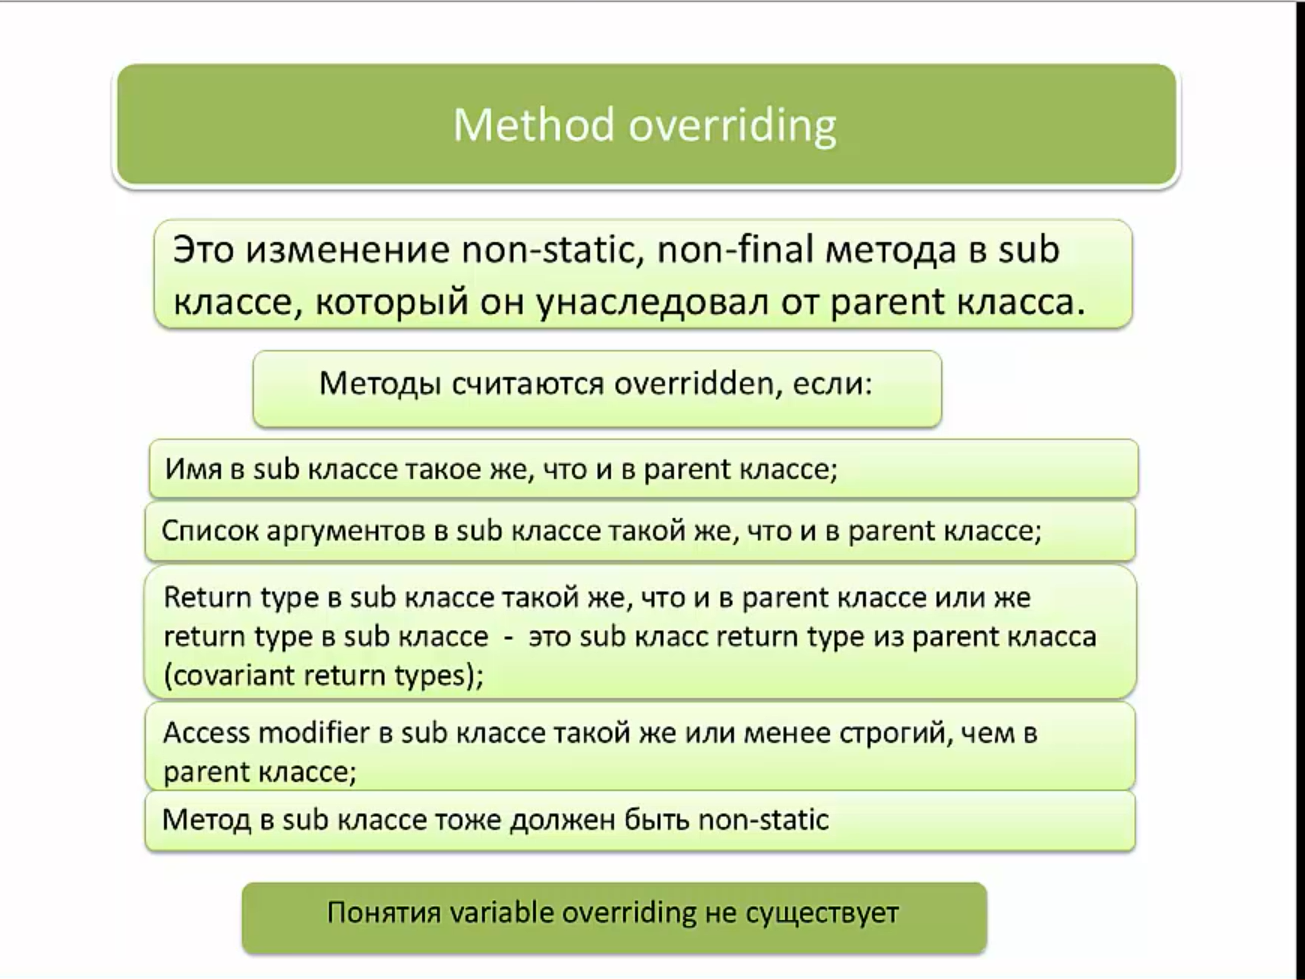 Method overriding
Это изменение non-static, non-final метода в sub
классе, который он унаследовал от parent класса.
Методы считаются overridden, если:
Имя в sub классе такое же, что и в parent классе;
Список аргументов в sub классе такой же, что и в parent классе;
Return type в sub классе такой же, что и в parent классе или же
return type в sub классе - это sub класс return type из parent класса
(covariant return types);
Access modifier в sub классе такой же или менее строгий, чем в
parent классе;
Метод в sub классе тоже должен быть non-static
Понятия variable overriding не существует